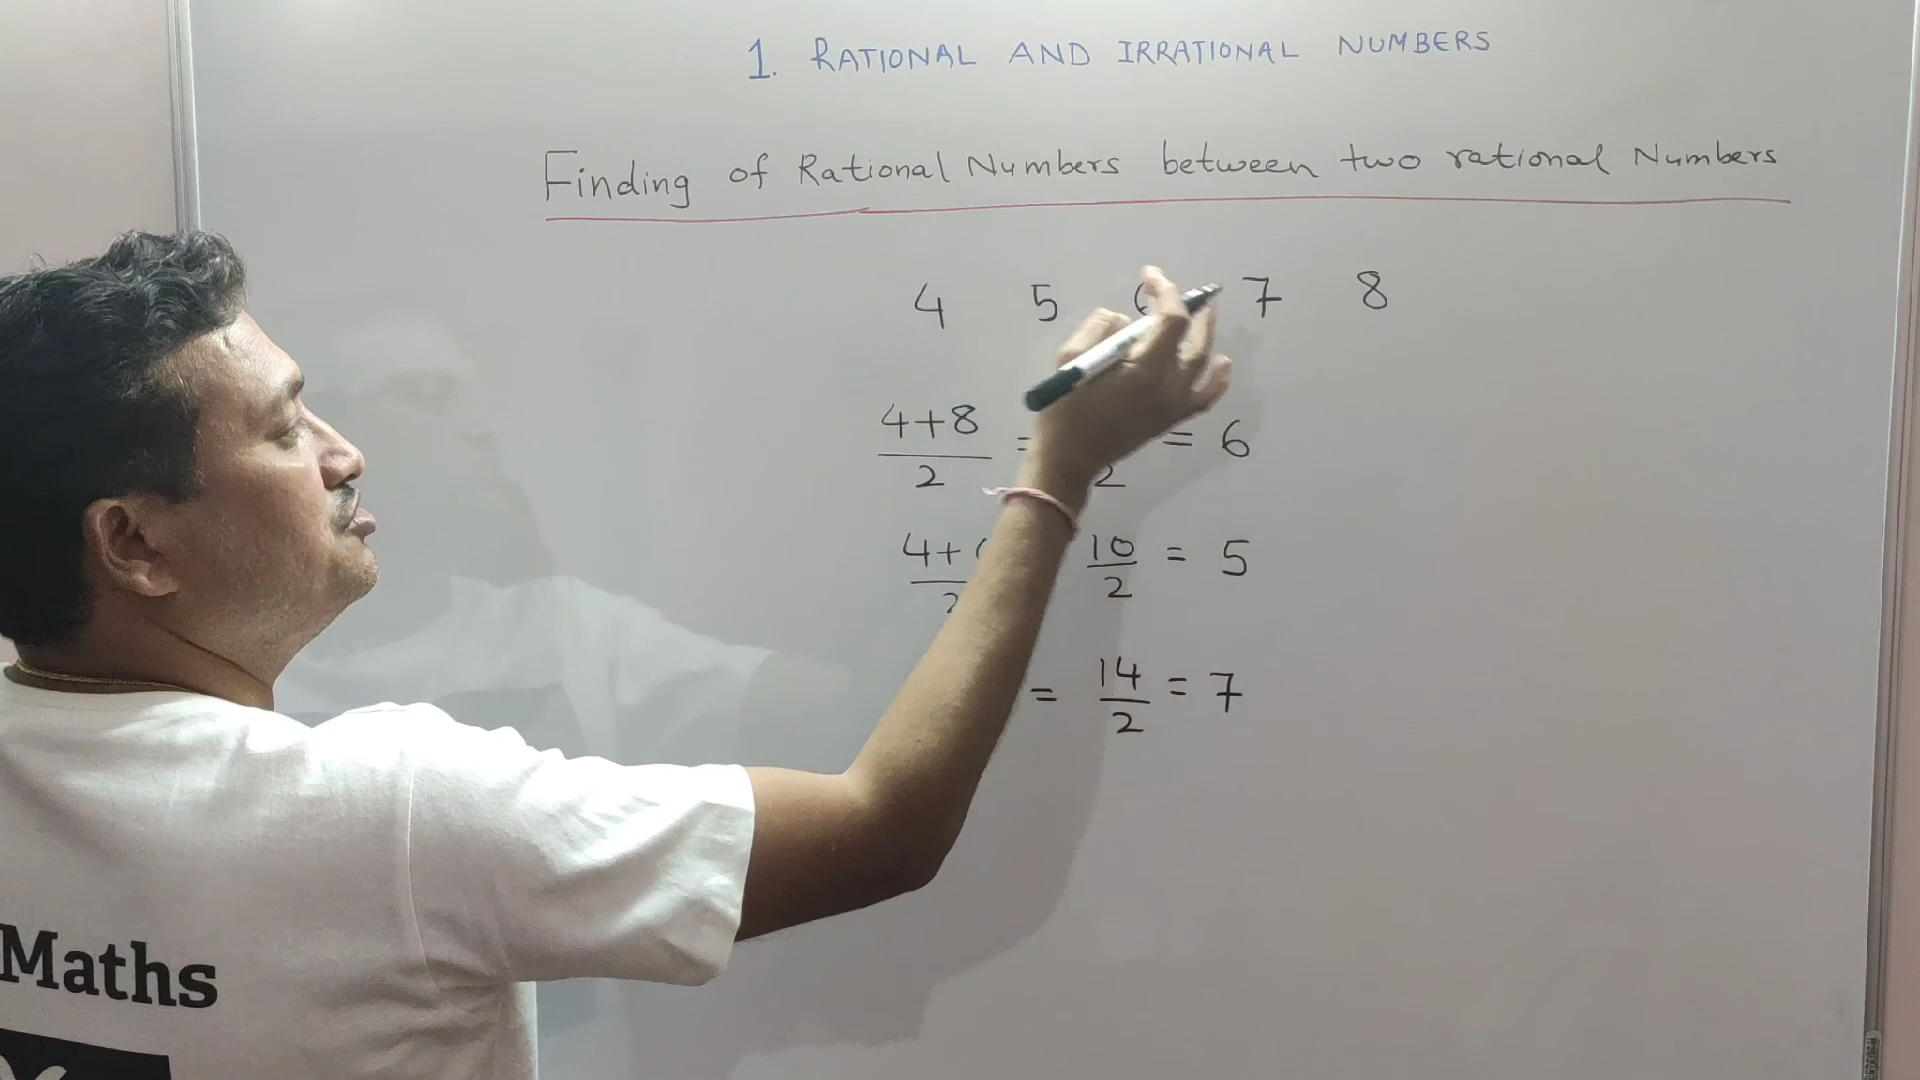 1. RATIONAL AND IRRATIONAL NUMBERS
Finding of Rational Numbers between two rational Numbers
4 5 7 8
4+8/2 = /2 = 6
4+ 10/2 = 5
= 14/2 = 7
Maths